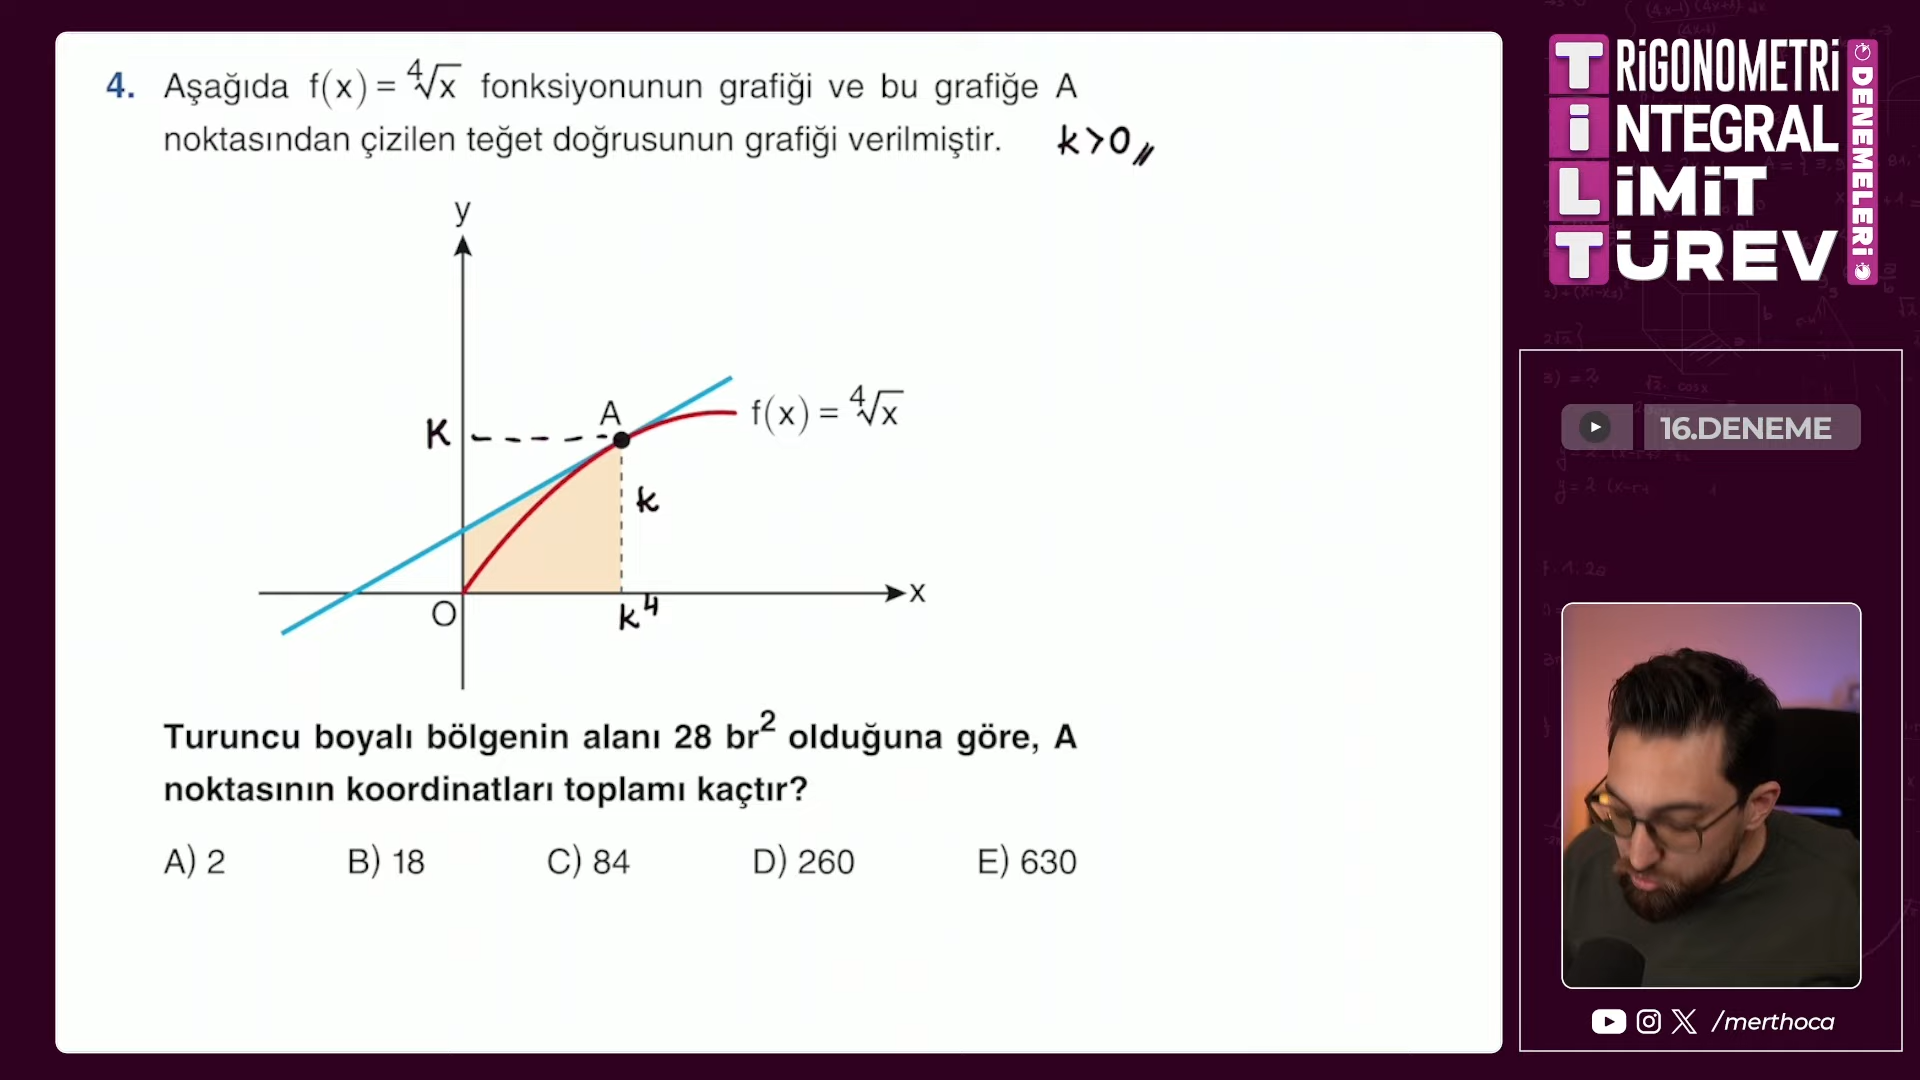 4. Aşağıda f(x) = ⁴√x fonksiyonunun grafiği ve bu grafiğe A
noktasından çizilen teğet doğrusunun grafiği verilmiştir. k>0
y
A
f(x) = ⁴√x
K
k
x
O
k⁴
Turuncu boyalı bölgenin alanı 28 br² olduğuna göre, A
noktasının koordinatları toplamı kaçtır?
A) 2 B) 18 C) 84 D) 260 E) 630
TRİGONOMETRİ
İNTEGRAL
LİMİT
TÜREV
DENEMELERİ
16.DENEME
/merthoca